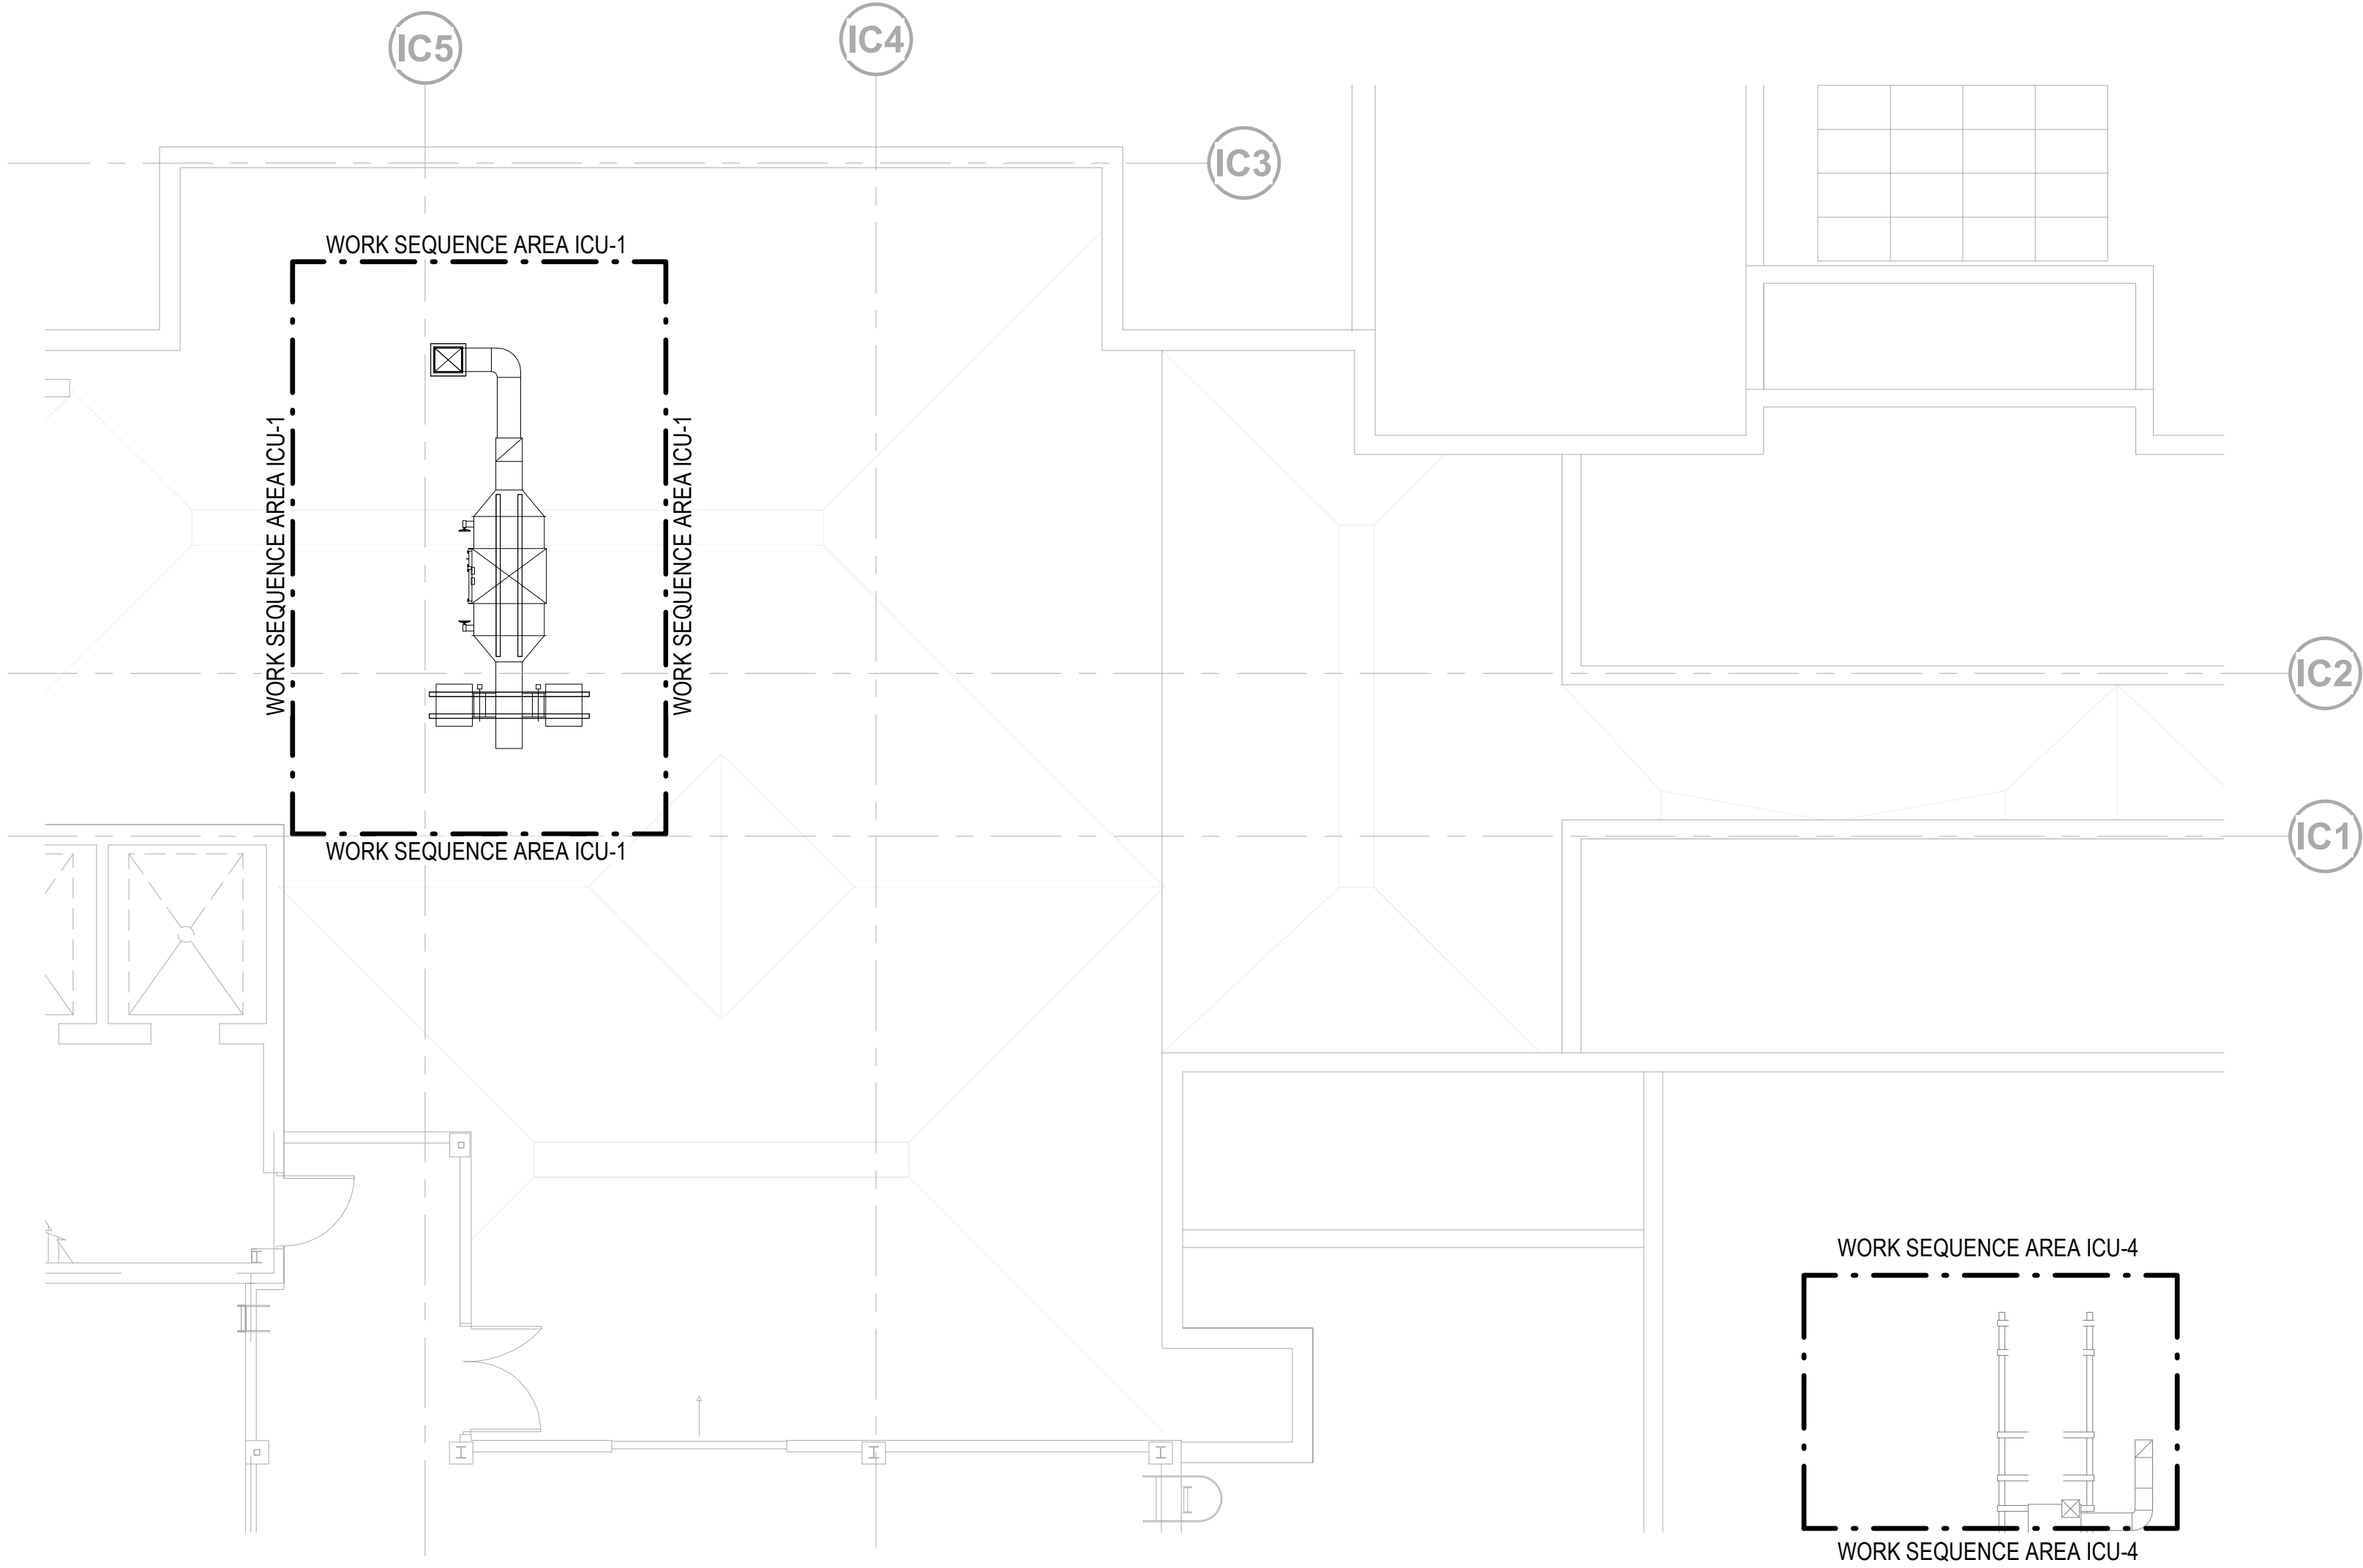 IC5
IC4
IC3
WORK SEQUENCE AREA ICU-1
WORK SEQUENCE AREA ICU-1
WORK SEQUENCE AREA ICU-1
IC2
IC1
WORK SEQUENCE AREA ICU-1
WORK SEQUENCE AREA ICU-4
WORK SEQUENCE AREA ICU-4